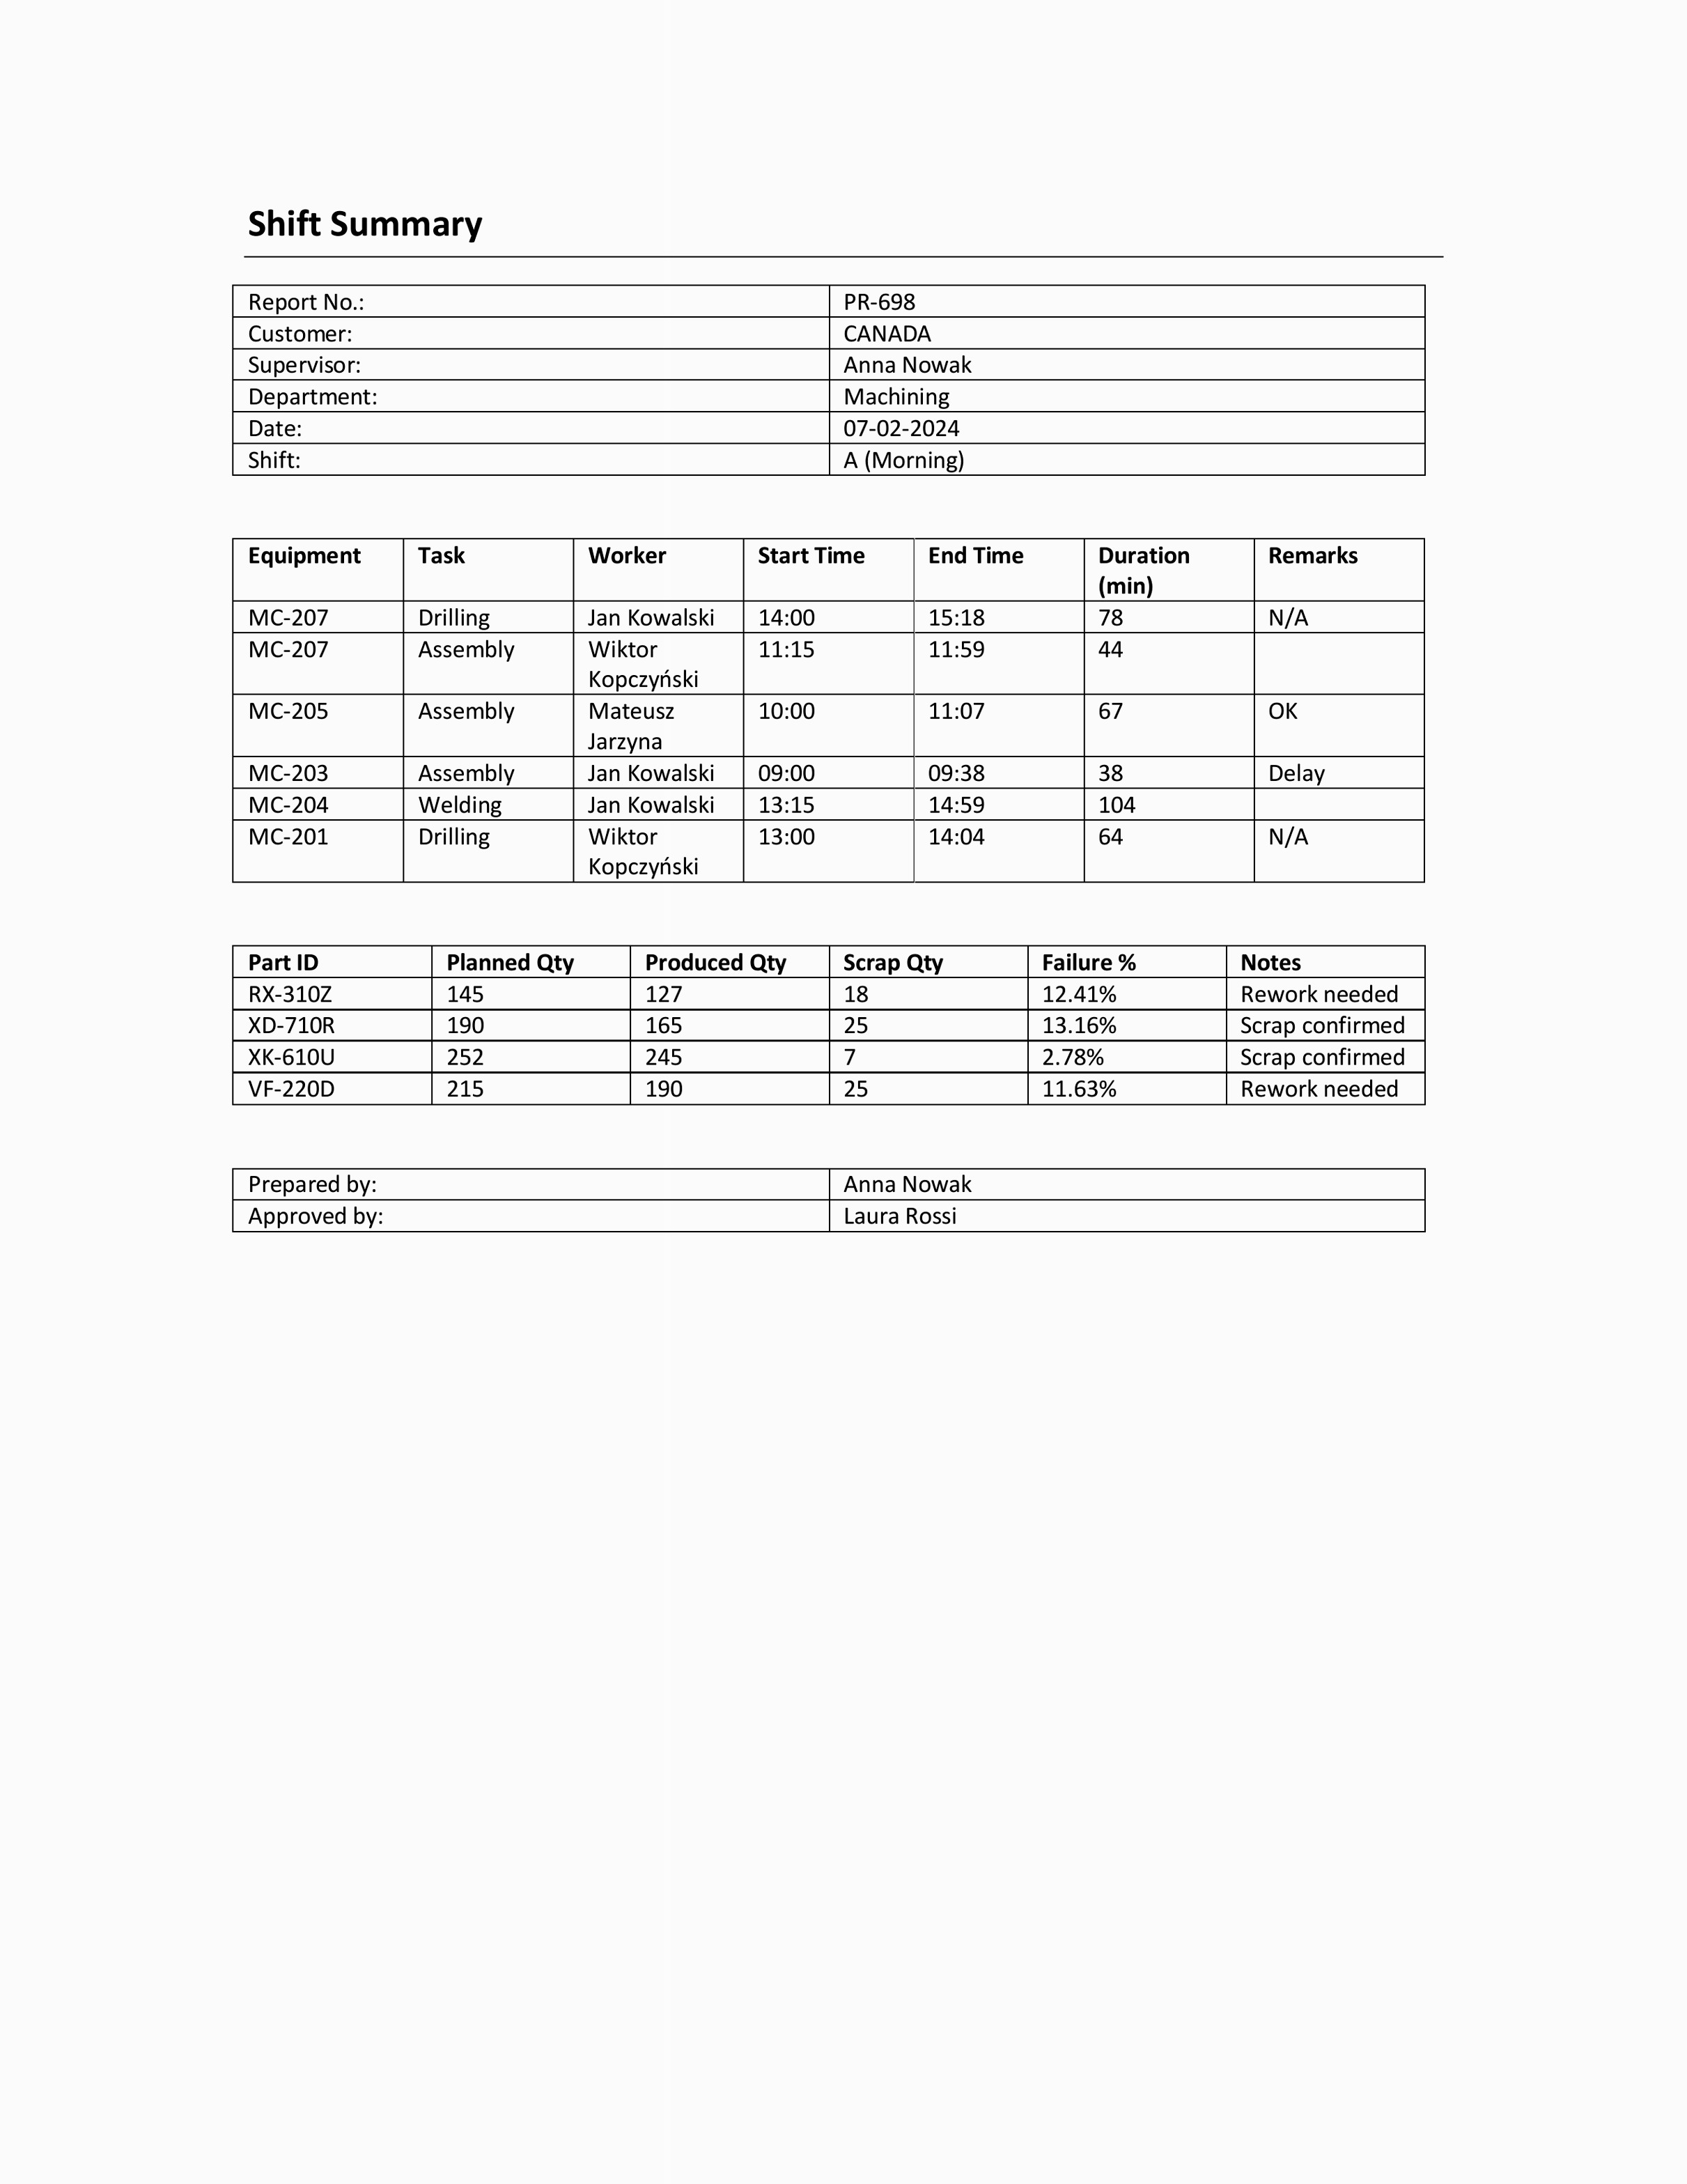 Shift Summary
Report No.: PR-698
Customer: CANADA
Supervisor: Anna Nowak
Department: Machining
Date: 07-02-2024
Shift: A (Morning)
Equipment Task Worker Start Time End Time Duration (min) Remarks
MC-207 Drilling Jan Kowalski 14:00 15:18 78 N/A
MC-207 Assembly Wiktor Kopczyński 11:15 11:59 44
MC-205 Assembly Mateusz Jarzyna 10:00 11:07 67 OK
MC-203 Assembly Jan Kowalski 09:00 09:38 38 Delay
MC-204 Welding Jan Kowalski 13:15 14:59 104
MC-201 Drilling Wiktor Kopczyński 13:00 14:04 64 N/A
Part ID Planned Qty Produced Qty Scrap Qty Failure % Notes
RX-310Z 145 127 18 12.41% Rework needed
XD-710R 190 165 25 13.16% Scrap confirmed
XK-610U 252 245 7 2.78% Scrap confirmed
VF-220D 215 190 25 11.63% Rework needed
Prepared by: Anna Nowak
Approved by: Laura Rossi